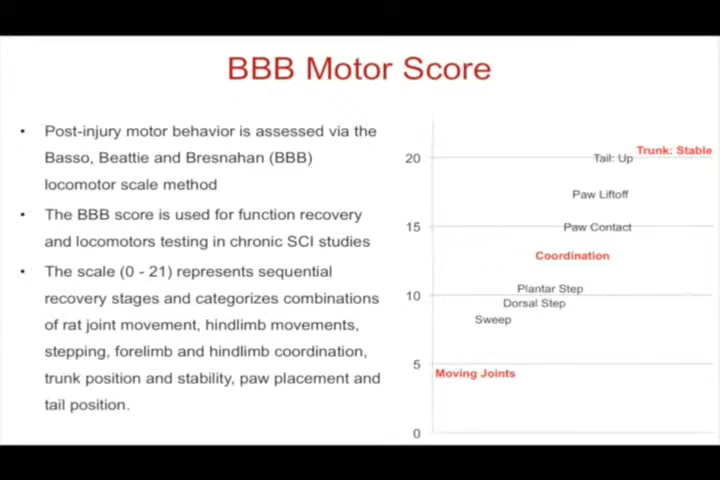 BBB Motor Score
• Post-injury motor behavior is assessed via the
Basso, Beattie and Bresnahan (BBB)
locomotor scale method
• The BBB score is used for function recovery
and locomotors testing in chronic SCI studies
• The scale (0 - 21) represents sequential
recovery stages and categorizes combinations
of rat joint movement, hindlimb movements,
stepping, forelimb and hindlimb coordination,
trunk position and stability, paw placement and
tail position.
Trunk: Stable
20
Tail: Up
Paw Liftoff
15
Paw Contact
Coordination
Plantar Step
10
Dorsal Step
Sweep
5
Moving Joints
0